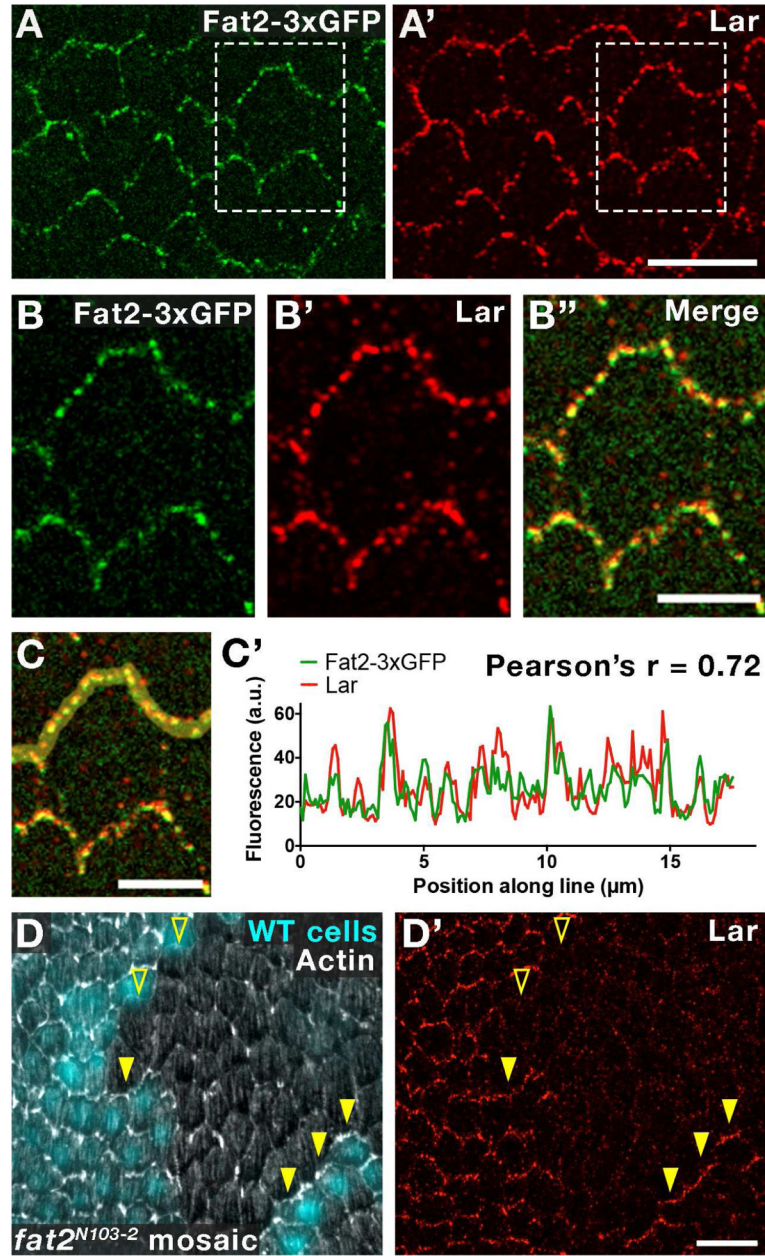 A Fat2-3xGFP
A' Lar
B Fat2-3xGFP
B' Lar
B" Merge
C
C'
Fat2-3xGFP
Lar
Pearson's r = 0.72
Fluorescence (a.u.)
60
40
20
0
0 5 10 15
Position along line (µm)
D WT cells
Actin
fat2N103-2 mosaic
D' Lar